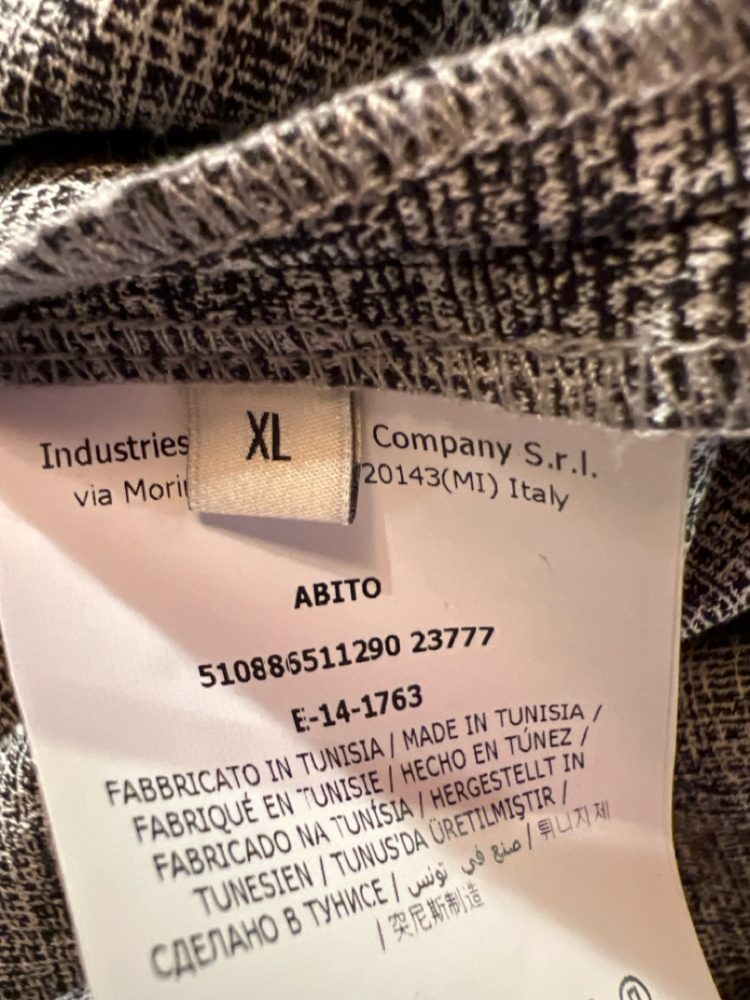 XL
Industries Company S.r.l.
via Mori 20143(MI) Italy
ABITO
510886511290 23777
E-14-1763
FABBRICATO IN TUNISIA / MADE IN TUNISIA /
FABRIQUÉ EN TUNISIE / HECHO EN TÚNEZ /
FABRICADO NA TUNÍSIA / HERGESTELLT IN
TUNESIEN / TUNUS'DA ÜRETILMIŞTIR /
СДЕЛАНО В ТУНИСЕ / صنع في تونس / 튀니지제
/ 突尼斯制造